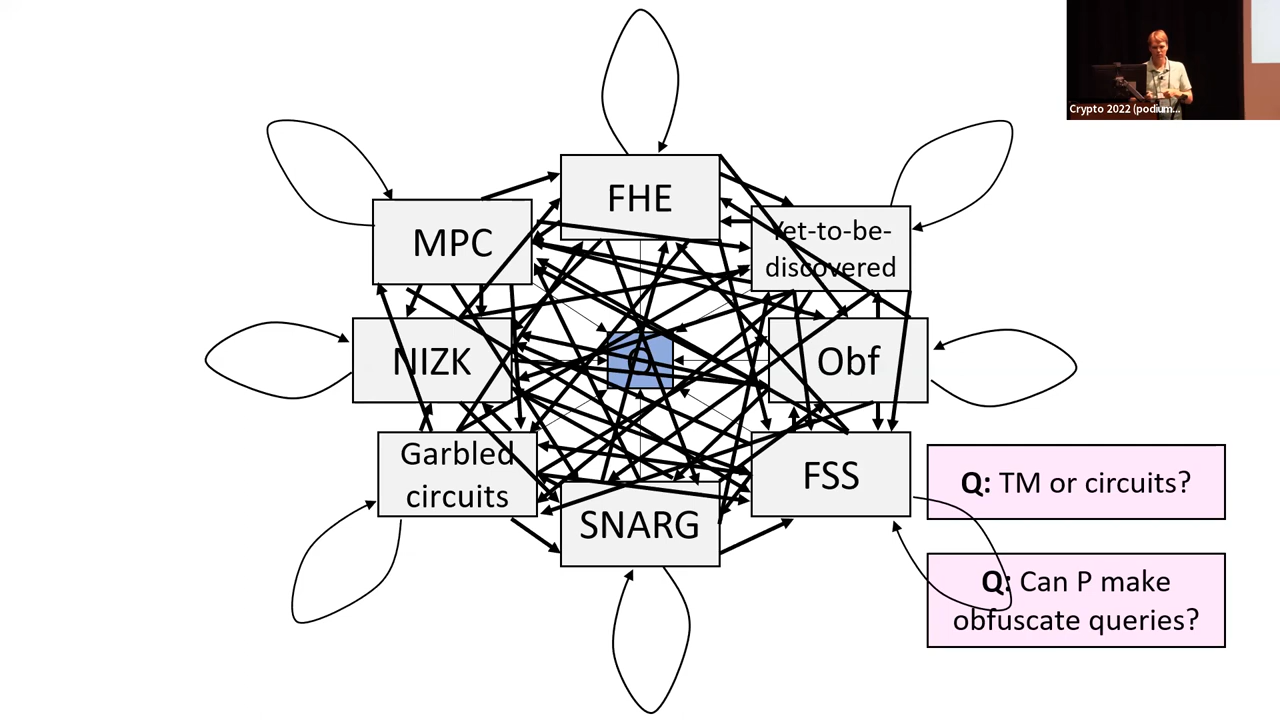 Crypto 2022 (podium...
FHE
MPC
Yet-to-be-
discovered
NIZK
O
Obf
Garbled
circuits
SNARG
FSS
Q: TM or circuits?
Q: Can P make
obfuscate queries?